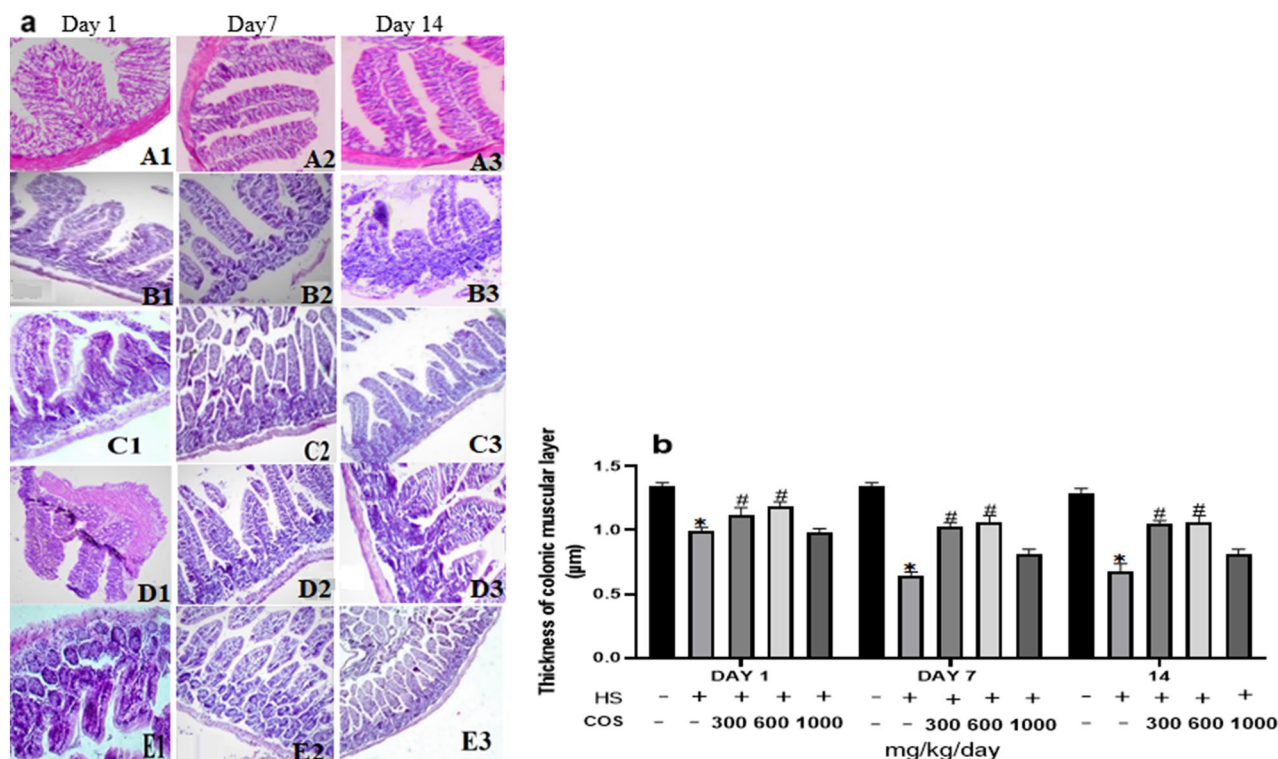 a
Day 1 Day7 Day 14
A1 A2 A3
B1 B2 B3
C1 C2 C3
D1 D2 D3
E1 E2 E3
b
Thickness of colonic muscular layer
(µm)
1.5
# #
* # # # #
1.0
* *
0.5
0.0
DAY 1 DAY 7 14
HS - + + + + - + + + + - + + + +
COS - - 300 600 1000 - - 300 600 1000 - - 300 600 1000
mg/kg/day